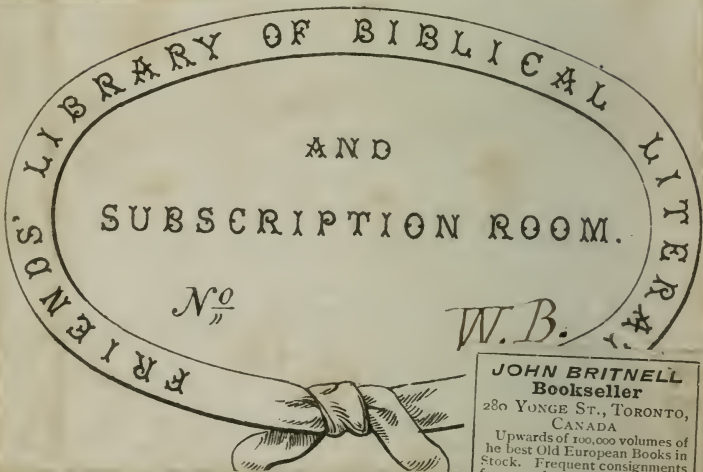 FRIENDS' LIBRARY OF BIBLICAL LITERA
AND
SUBSCRIPTION ROOM.
No
W. B.
JOHN BRITNELL
Bookseller
280 YONGE ST., TORONTO,
CANADA
Upwards of 100,000 volumes of
he best Old European Books in
Stock. Frequent consignments